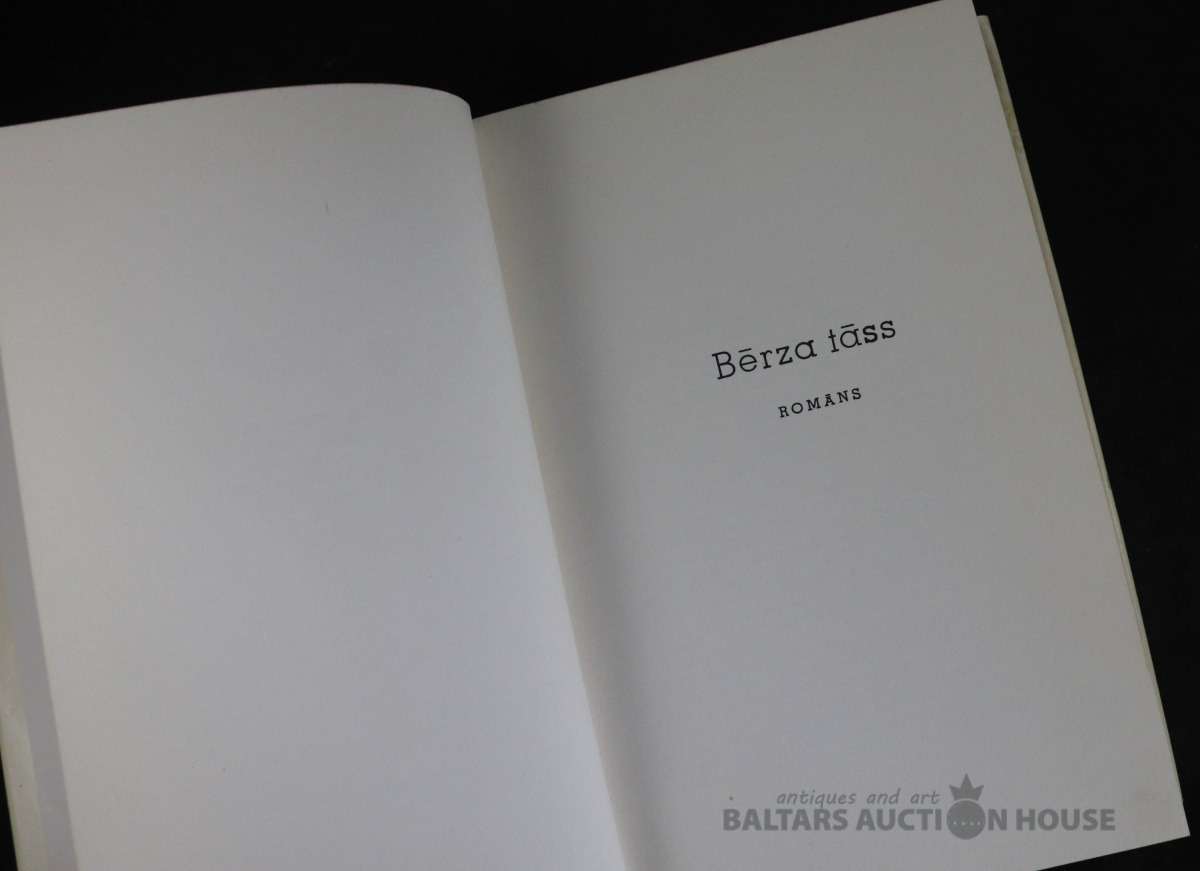 Bērza tāss
ROMĀNS
antiques and art
BALTARS AUCTION HOUSE